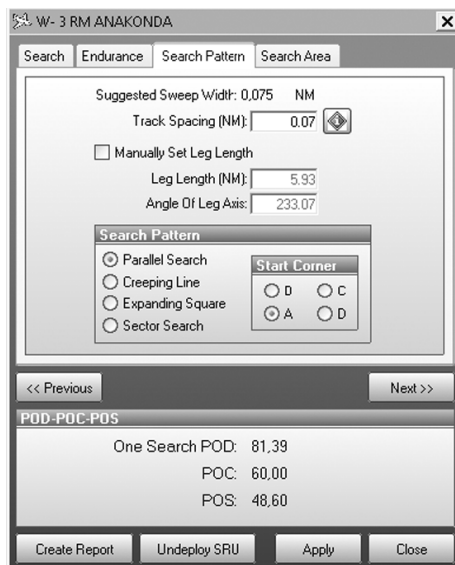 W- 3 RM ANAKONDA
Search Endurance Search Pattern Search Area
Suggested Sweep Width: 0,075 NM
Track Spacing (NM): 0.07
Manually Set Leg Length
Leg Length (NM): 5.93
Angle Of Leg Axis: 233.07
Search Pattern
Parallel Search
Creeping Line
Expanding Square
Sector Search
Start Corner
D C
A D
<< Previous Next >>
POD-POC-POS
One Search POD: 81,39
POC: 60,00
POS: 48,60
Create Report Undeploy SRU Apply Close